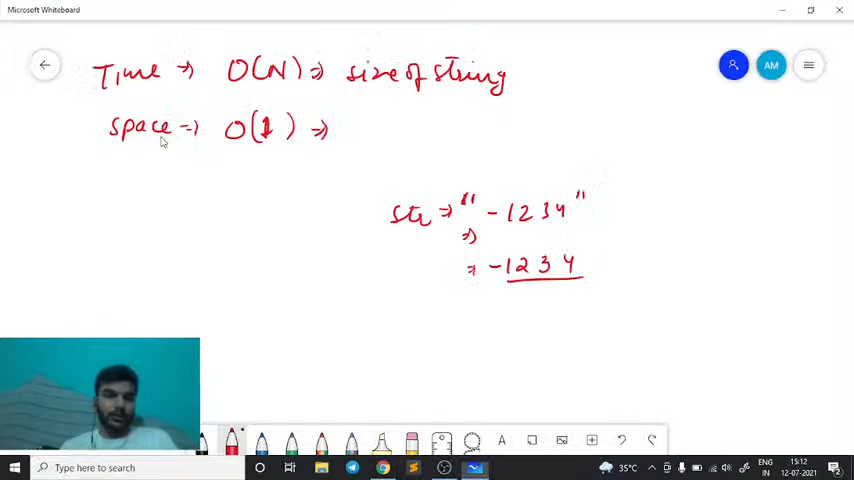 Microsoft Whiteboard
AM
Time => O(N) => size of string
space => O(1) =>
str => "-1234"
=>
= -1234
A
Type here to search
35°C
ENG
IN
15:12
12-07-2021
2